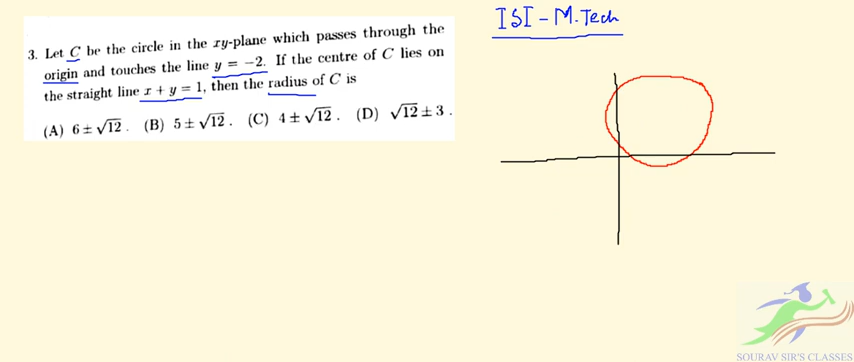 3. Let C be the circle in the xy-plane which passes through the
origin and touches the line y = −2. If the centre of C lies on
the straight line x + y = 1, then the radius of C is
(A) 6 ± √12 . (B) 5 ± √12 . (C) 4 ± √12 . (D) √12 ± 3 .
ISI - M.Tech
SOURAV SIR'S CLASSES